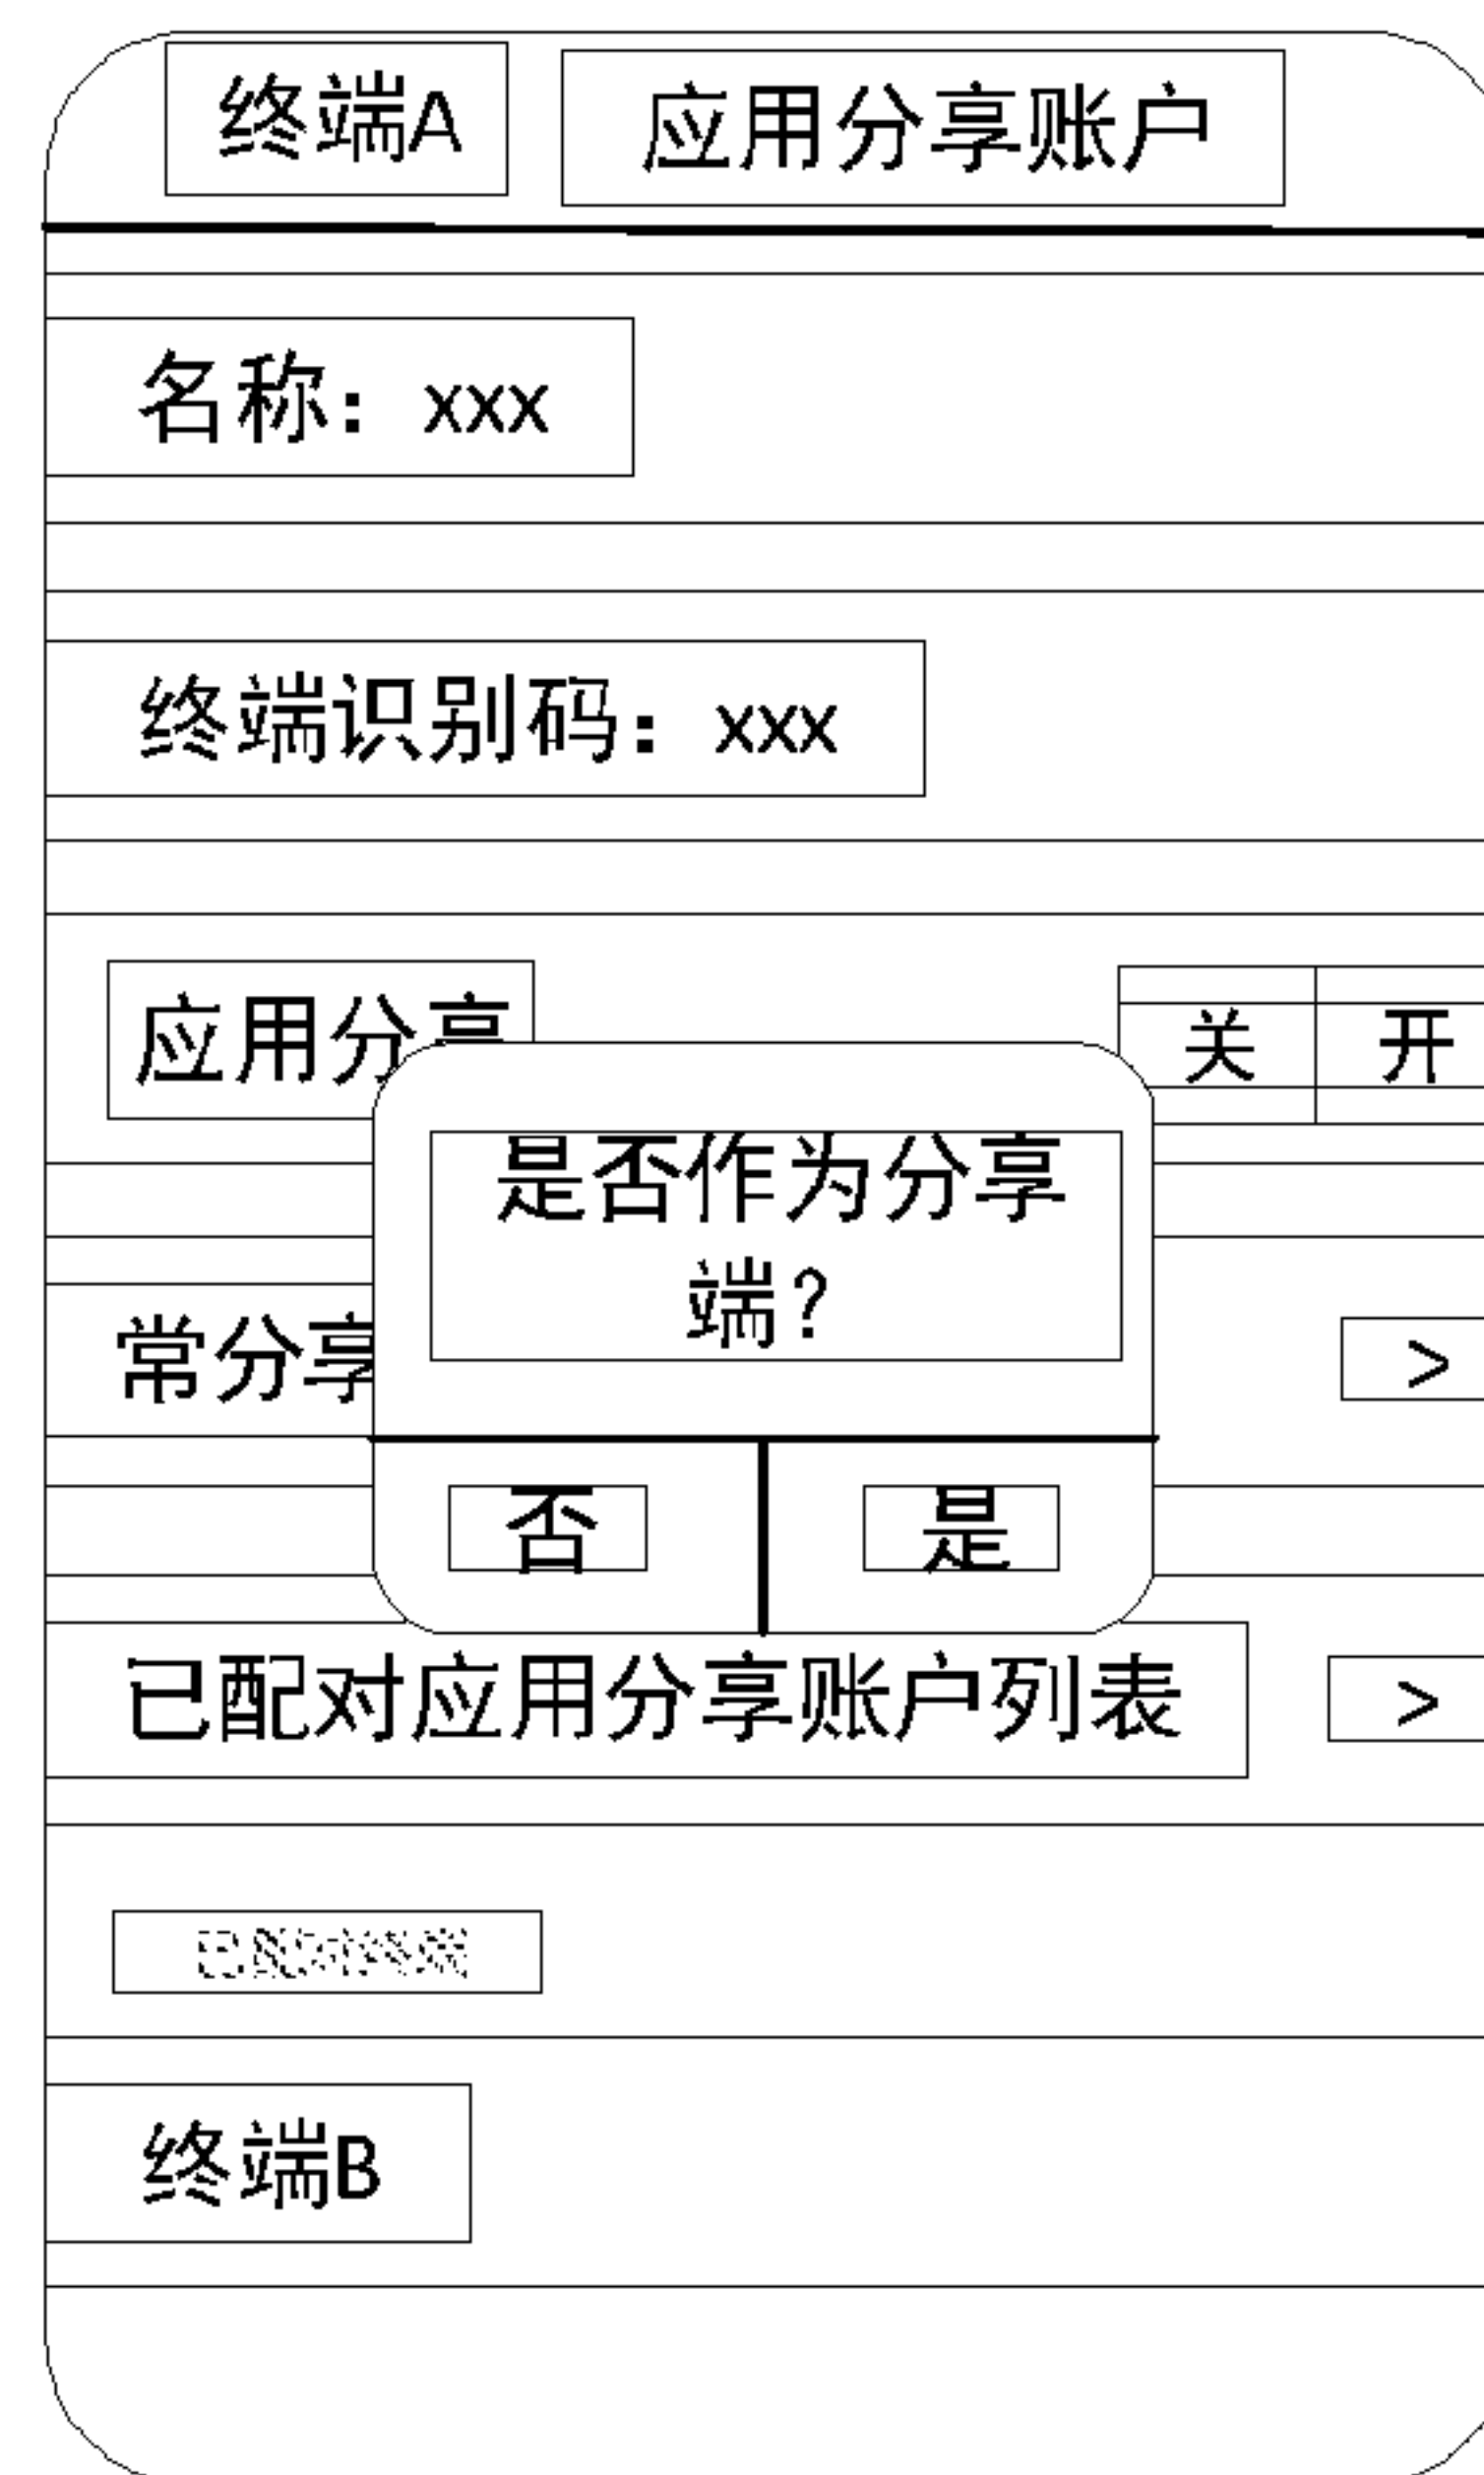 终端A 应用分享账户
名称：xxx
终端识别码：xxx
应用分享 关 开
是否作为分享
端？
常分享 >
否 是
已配对应用分享账户列表 >
终端B